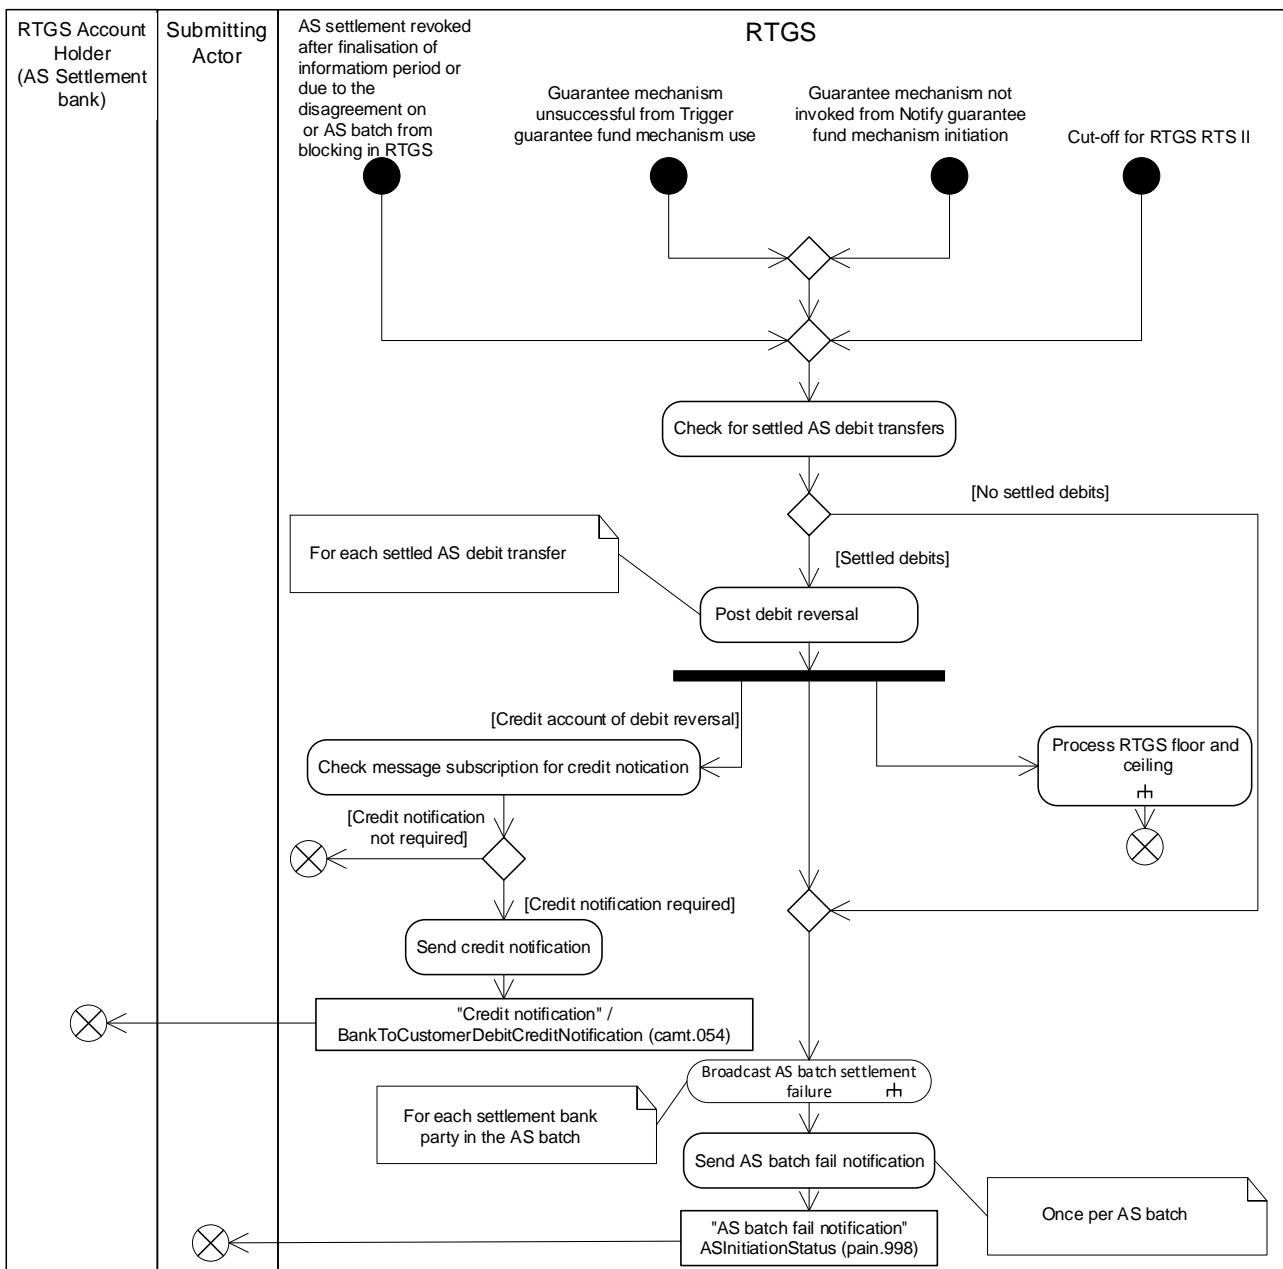 RTGS Account
Holder
(AS Settlement
bank)
Submitting
Actor
RTGS
AS settlement revoked
after finalisation of
informatiom period or
due to the
disagreement on
or AS batch from
blocking in RTGS
Guarantee mechanism
unsuccessful from Trigger
guarantee fund mechanism use
Guarantee mechanism not
invoked from Notify guarantee
fund mechanism initiation
Cut-off for RTGS RTS II
Check for settled AS debit transfers
[No settled debits]
For each settled AS debit transfer
[Settled debits]
Post debit reversal
[Credit account of debit reversal]
Check message subscription for credit notication
Process RTGS floor and
ceiling
[Credit notification
not required]
[Credit notification required]
Send credit notification
"Credit notification" /
BankToCustomerDebitCreditNotification (camt.054)
Broadcast AS batch settlement
failure
For each settlement bank
party in the AS batch
Send AS batch fail notification
Once per AS batch
"AS batch fail notification"
ASInitiationStatus (pain.998)